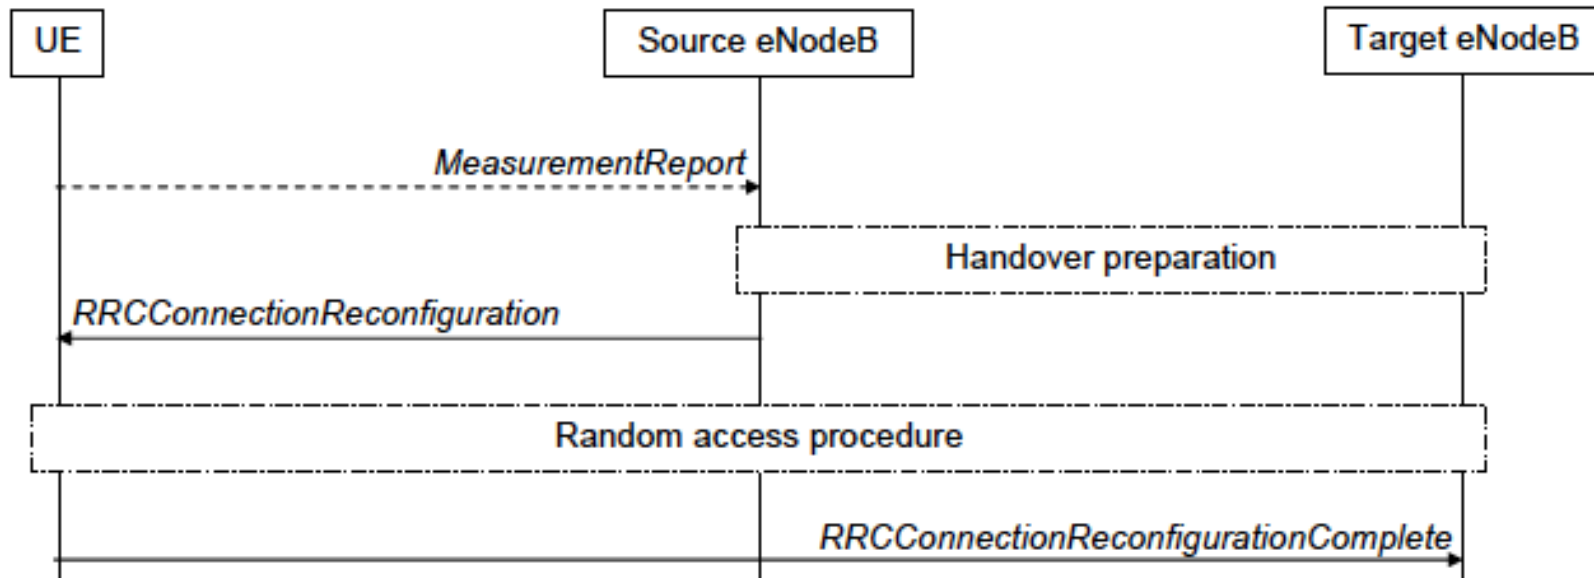 UE
Source eNodeB
Target eNodeB
MeasurementReport
Handover preparation
RRCConnectionReconfiguration
Random access procedure
RRCConnectionReconfigurationComplete